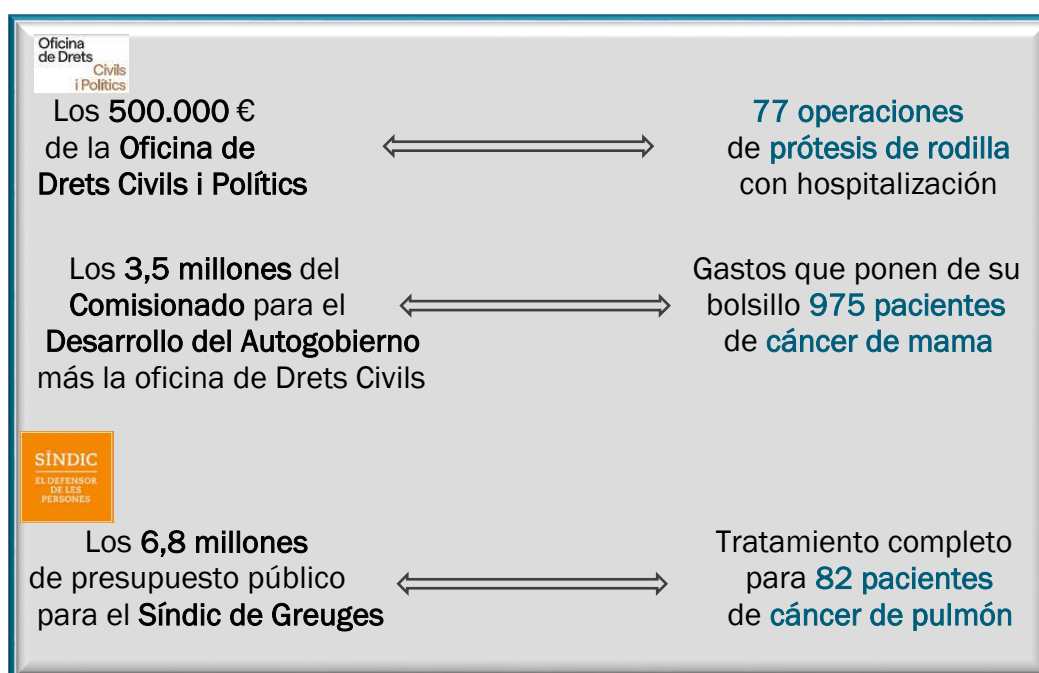 Oficina
de Drets
Civils
i Polítics
Los 500.000 €
de la Oficina de
Drets Civils i Polítics
77 operaciones
de prótesis de rodilla
con hospitalización
Los 3,5 millones del
Comisionado para el
Desarrollo del Autogobierno
más la oficina de Drets Civils
Gastos que ponen de su
bolsillo 975 pacientes
de cáncer de mama
SÍNDIC
EL DEFENSOR
DE LES
PERSONES
Los 6,8 millones
de presupuesto público
para el Síndic de Greuges
Tratamiento completo
para 82 pacientes
de cáncer de pulmón